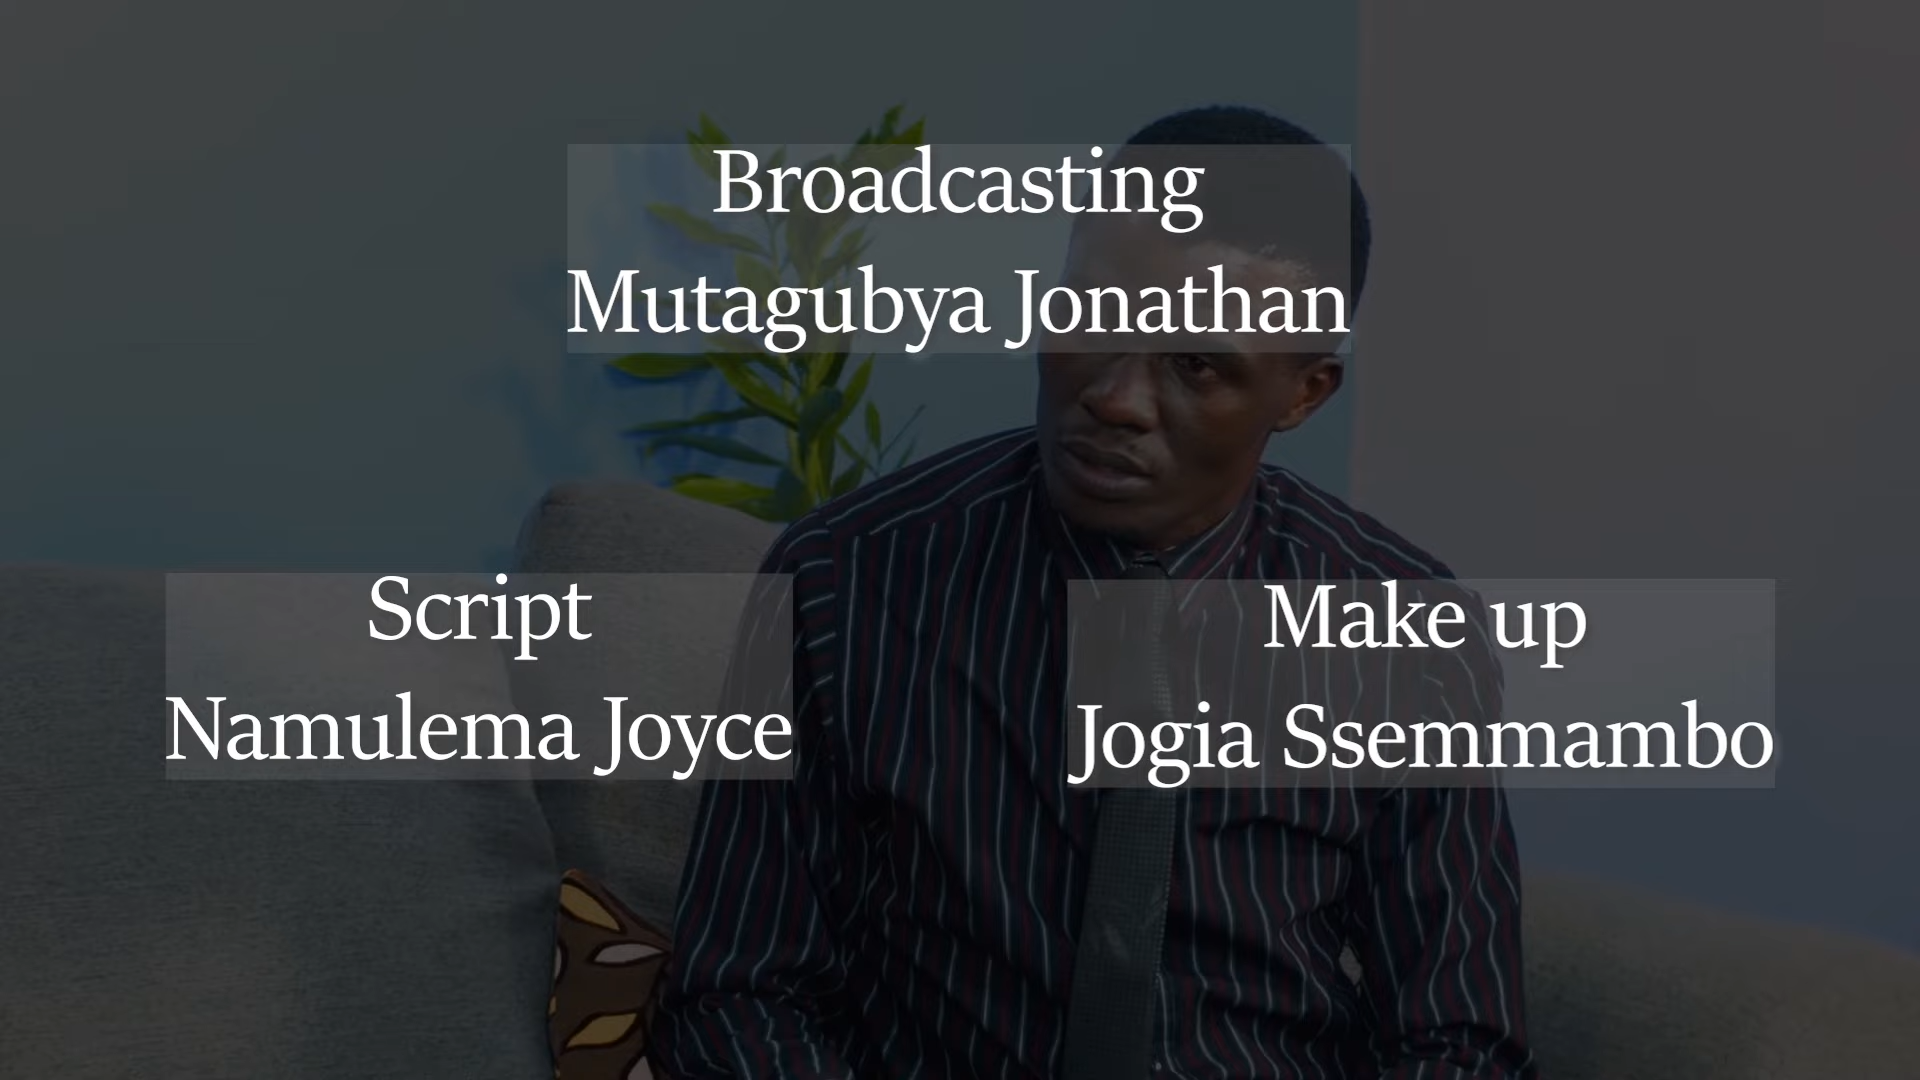 Broadcasting
Mutagubya Jonathan
Script
Namulema Joyce
Make up
Jogia Ssemmambo